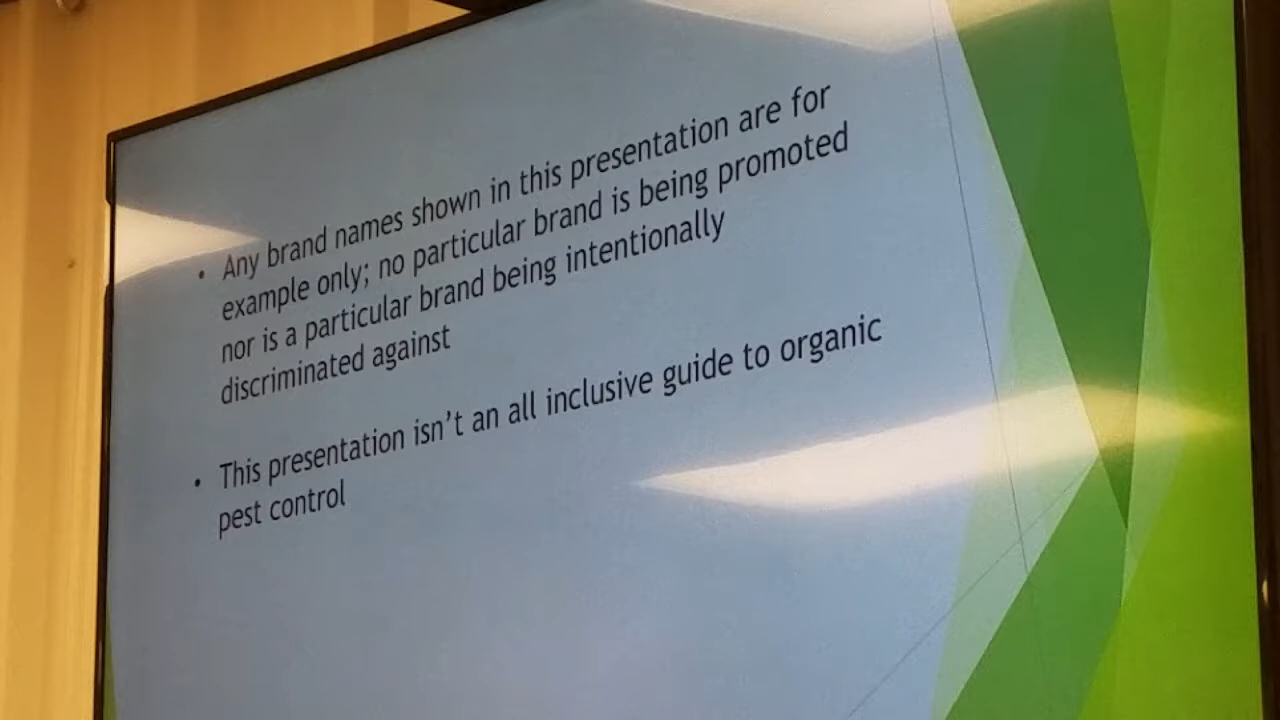 • Any brand names shown in this presentation are for
example only; no particular brand is being promoted
nor is a particular brand being intentionally
discriminated against
• This presentation isn't an all inclusive guide to organic
pest control